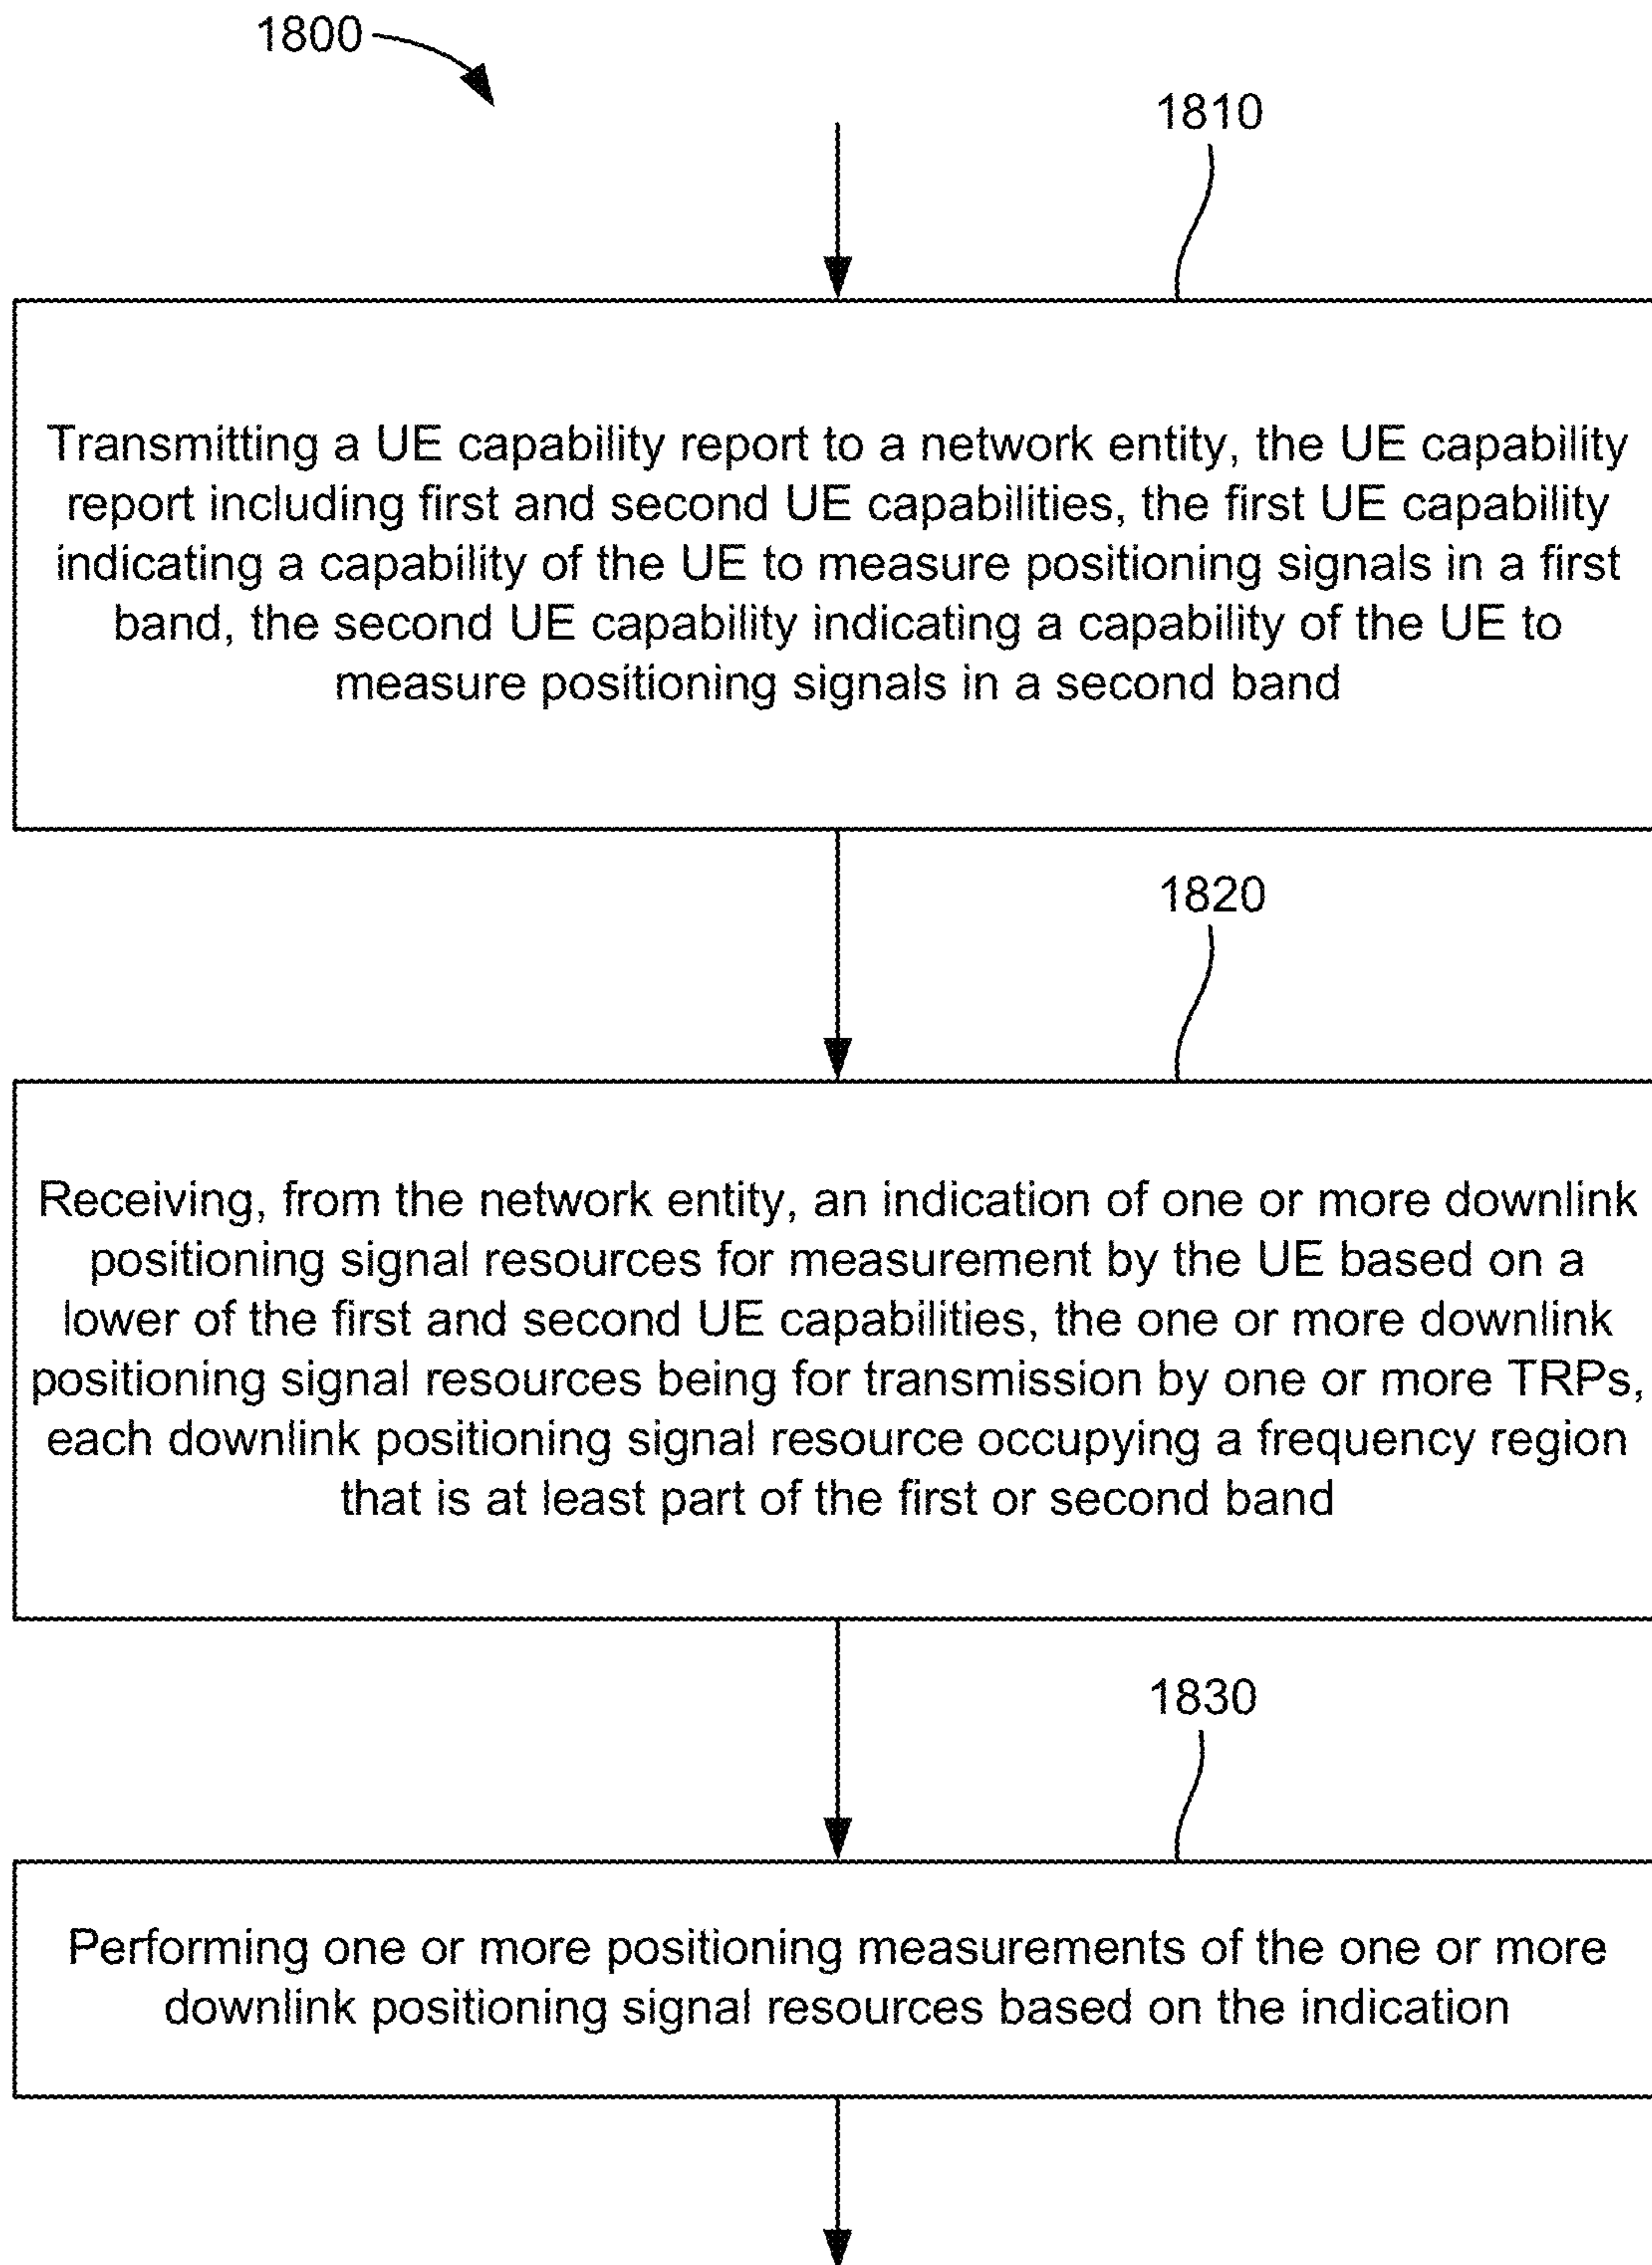 1800
1810
Transmitting a UE capability report to a network entity, the UE capability
report including first and second UE capabilities, the first UE capability
indicating a capability of the UE to measure positioning signals in a first
band, the second UE capability indicating a capability of the UE to
measure positioning signals in a second band
1820
Receiving, from the network entity, an indication of one or more downlink
positioning signal resources for measurement by the UE based on a
lower of the first and second UE capabilities, the one or more downlink
positioning signal resources being for transmission by one or more TRPs,
each downlink positioning signal resource occupying a frequency region
that is at least part of the first or second band
1830
Performing one or more positioning measurements of the one or more
downlink positioning signal resources based on the indication